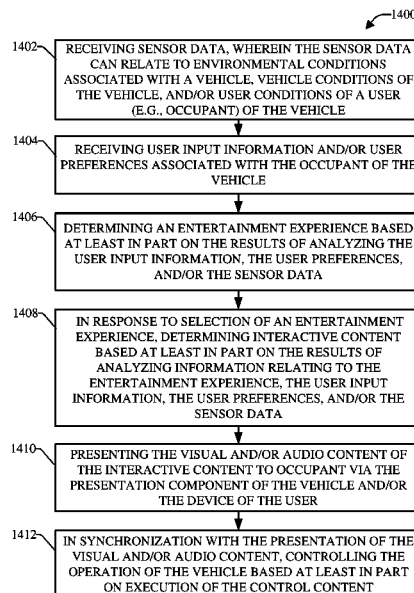 1400
1402
RECEIVING SENSOR DATA, WHEREIN THE SENSOR DATA
CAN RELATE TO ENVIRONMENTAL CONDITIONS
ASSOCIATED WITH A VEHICLE, VEHICLE CONDITIONS OF
THE VEHICLE, AND/OR USER CONDITIONS OF A USER
(E.G., OCCUPANT) OF THE VEHICLE
1404
RECEIVING USER INPUT INFORMATION AND/OR USER
PREFERENCES ASSOCIATED WITH THE OCCUPANT OF THE
VEHICLE
1406
DETERMINING AN ENTERTAINMENT EXPERIENCE BASED
AT LEAST IN PART ON THE RESULTS OF ANALYZING THE
USER INPUT INFORMATION, THE USER PREFERENCES,
AND/OR THE SENSOR DATA
1408
IN RESPONSE TO SELECTION OF AN ENTERTAINMENT
EXPERIENCE, DETERMINING INTERACTIVE CONTENT
BASED AT LEAST IN PART ON THE RESULTS OF
ANALYZING INFORMATION RELATING TO THE
ENTERTAINMENT EXPERIENCE, THE USER INPUT
INFORMATION, THE USER PREFERENCES, AND/OR THE
SENSOR DATA
1410
PRESENTING THE VISUAL AND/OR AUDIO CONTENT
OF THE INTERACTIVE CONTENT TO OCCUPANT VIA THE
PRESENTATION COMPONENT OF THE VEHICLE AND/OR
THE DEVICE OF THE USER
1412
IN SYNCHRONIZATION WITH THE PRESENTATION OF THE
VISUAL AND/OR AUDIO CONTENT, CONTROLLING THE
OPERATION OF THE VEHICLE BASED AT LEAST IN PART
ON EXECUTION OF THE CONTROL CONTENT